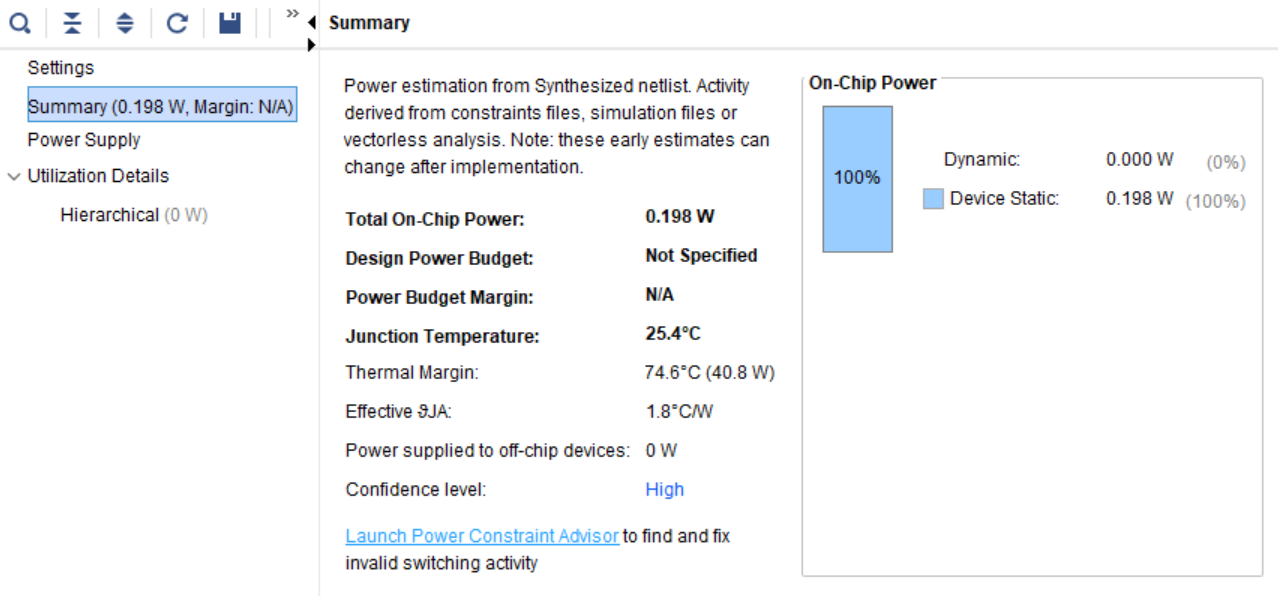 Summary
Settings
Summary (0.198 W, Margin: N/A)
Power Supply
Utilization Details
Hierarchical (0 W)
Power estimation from Synthesized netlist. Activity
derived from constraints files, simulation files or
vectorless analysis. Note: these early estimates can
change after implementation.
Total On-Chip Power: 0.198 W
Design Power Budget: Not Specified
Power Budget Margin: N/A
Junction Temperature: 25.4°C
Thermal Margin: 74.6°C (40.8 W)
Effective ϑJA: 1.8°C/W
Power supplied to off-chip devices: 0 W
Confidence level: High
Launch Power Constraint Advisor to find and fix
invalid switching activity
On-Chip Power
100%
Dynamic: 0.000 W (0%)
Device Static: 0.198 W (100%)